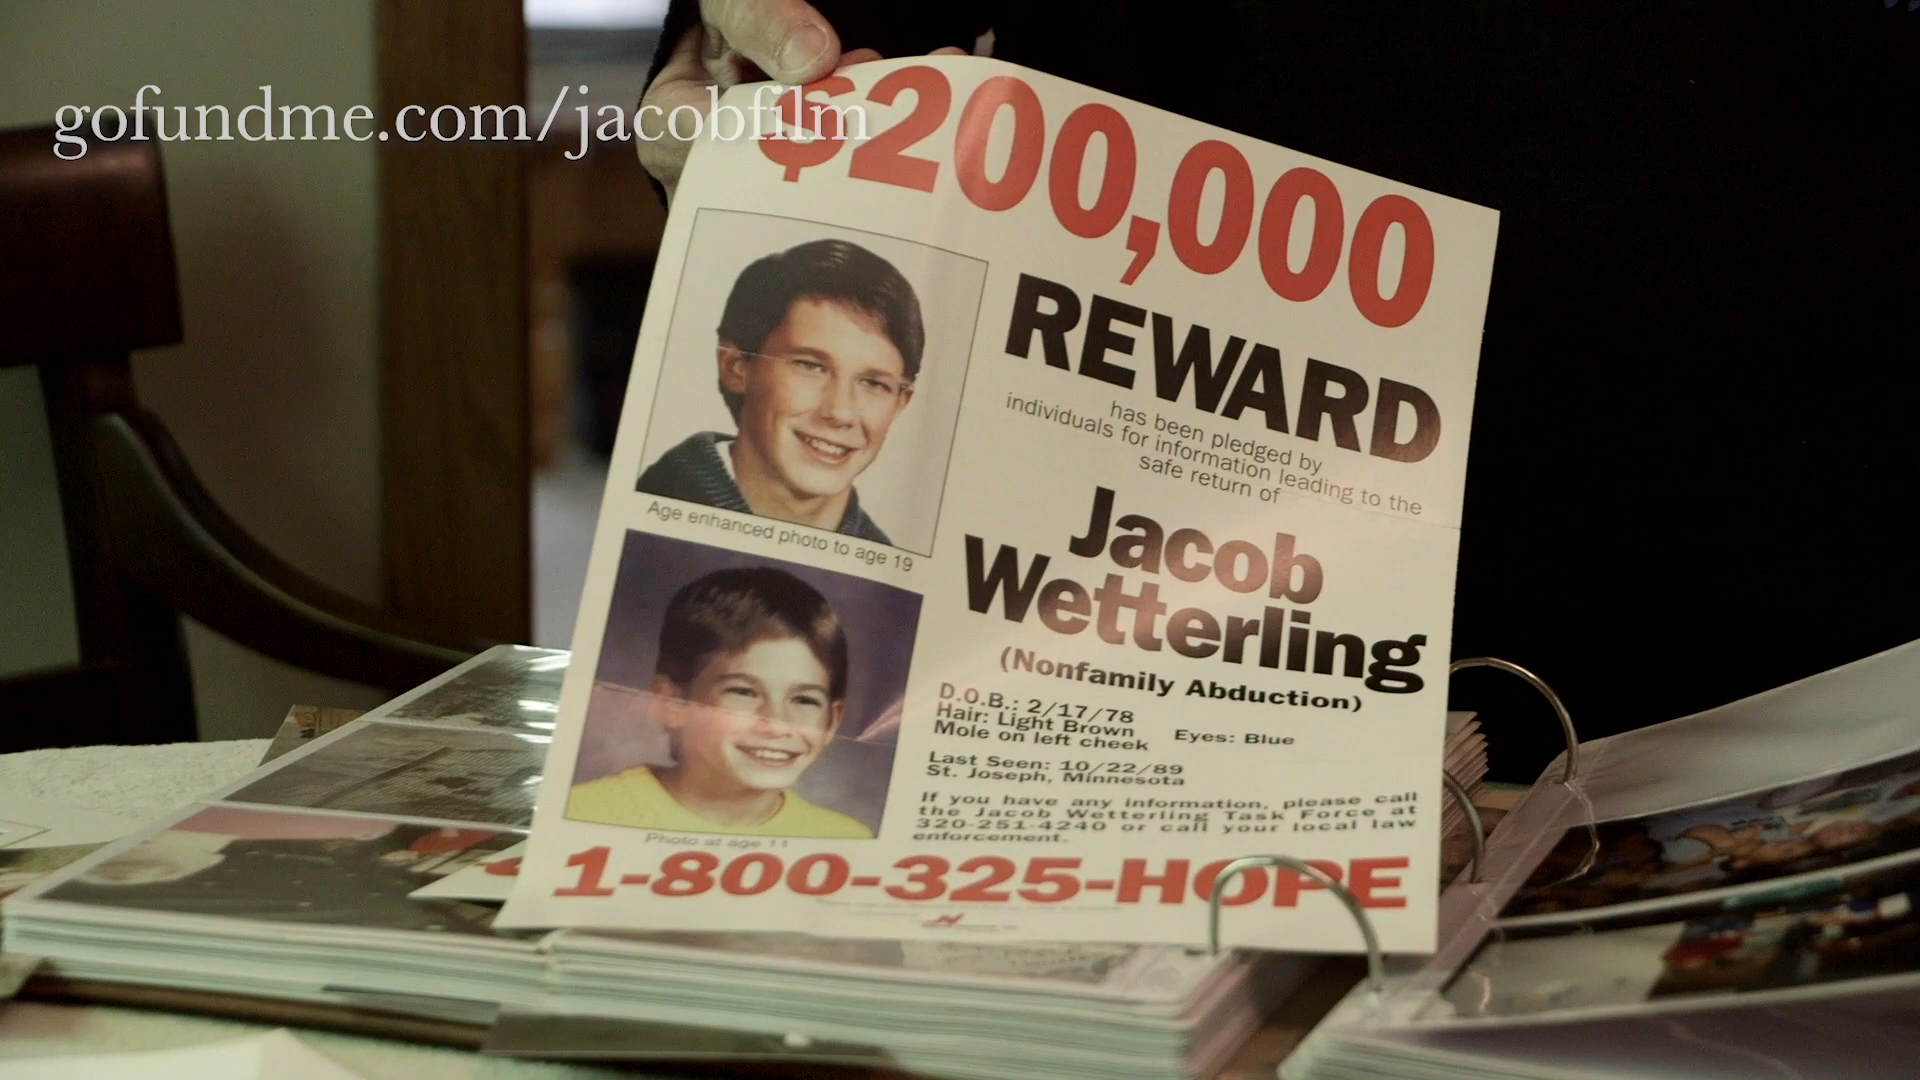 gofundme.com/jacobfilm
$200,000
REWARD
has been pledged by
individuals for information leading to the
safe return of
Jacob
Wetterling
(Nonfamily Abduction)
D.O.B.: 2/17/78
Hair: Light Brown Eyes: Blue
Mole on left cheek
Last Seen: 10/22/89
St. Joseph, Minnesota
If you have any information, please call
the Jacob Wetterling Task Force at
320-251-4240 or call your local law
enforcement.
Age enhanced photo to age 19
Photo at age 11
1-800-325-HOPE